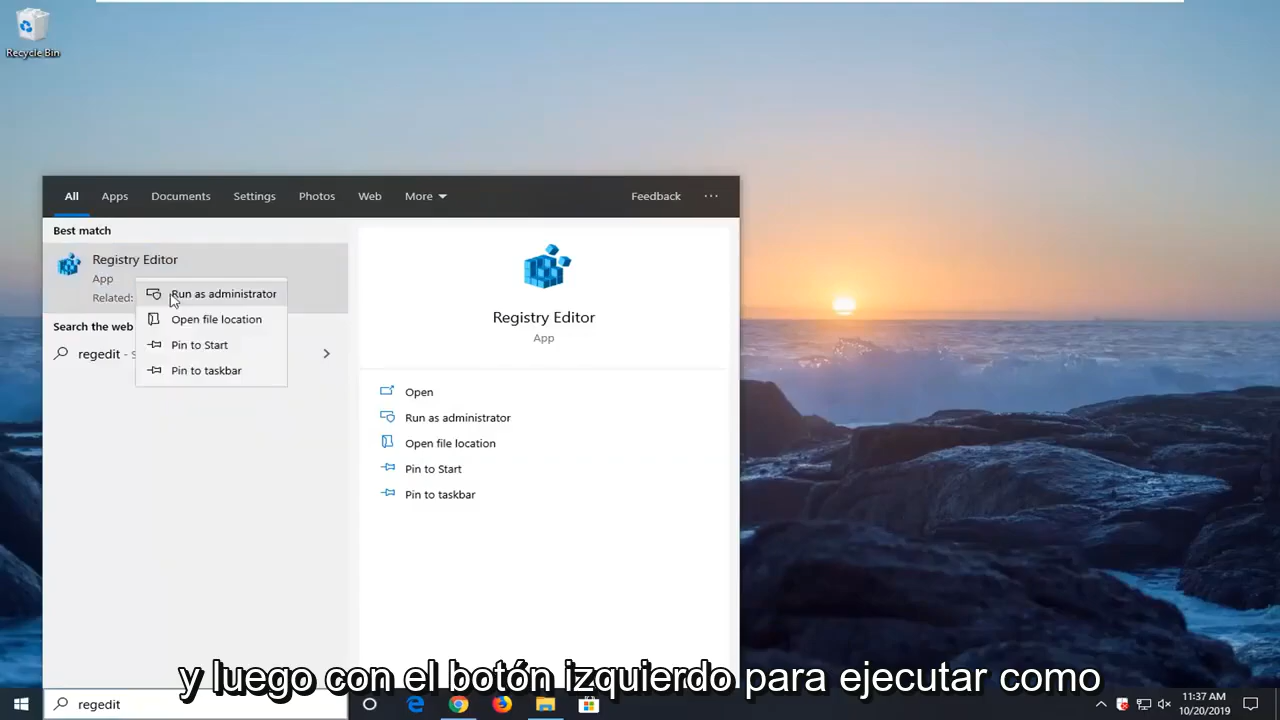 Recycle Bin
All Apps Documents Settings Photos Web More Feedback ...
Best match
Registry Editor
App
Related:
Run as administrator
Open file location
Pin to Start
Pin to taskbar
Search the web
regedit - S
Registry Editor
App
Open
Run as administrator
Open file location
Pin to Start
Pin to taskbar
y luego con el botón izquierdo para ejecutar como
regedit
11:37 AM
10/20/2019